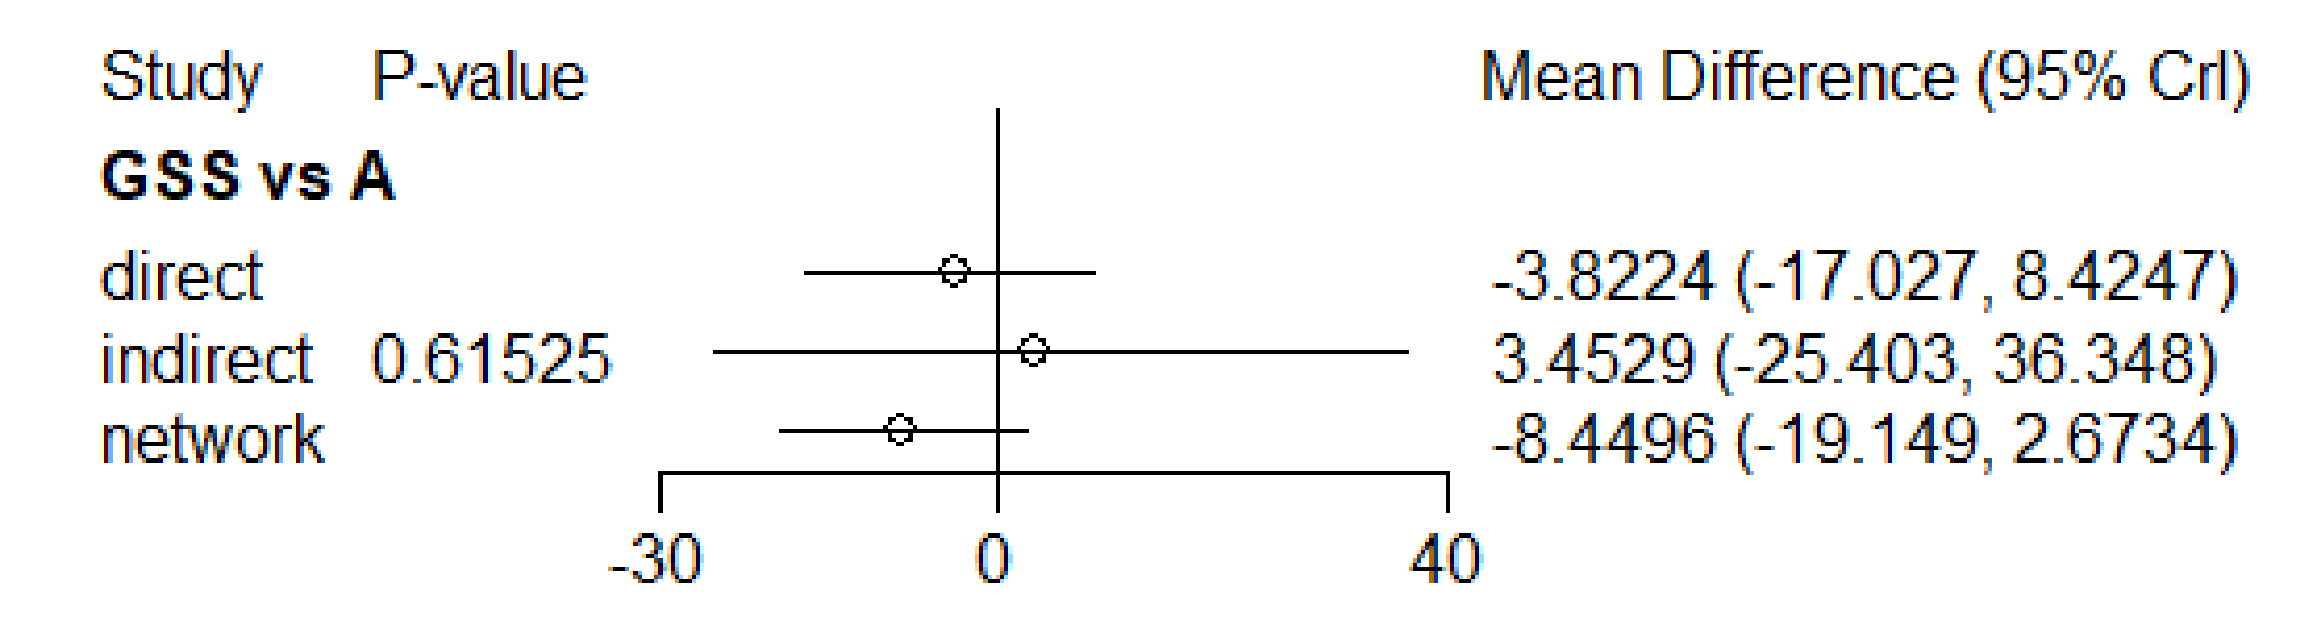 Study P-value Mean Difference (95% CrI)
GSS vs A
direct -3.8224 (-17.027, 8.4247)
indirect 0.61525 3.4529 (-25.403, 36.348)
network -8.4496 (-19.149, 2.6734)
-30 0 40